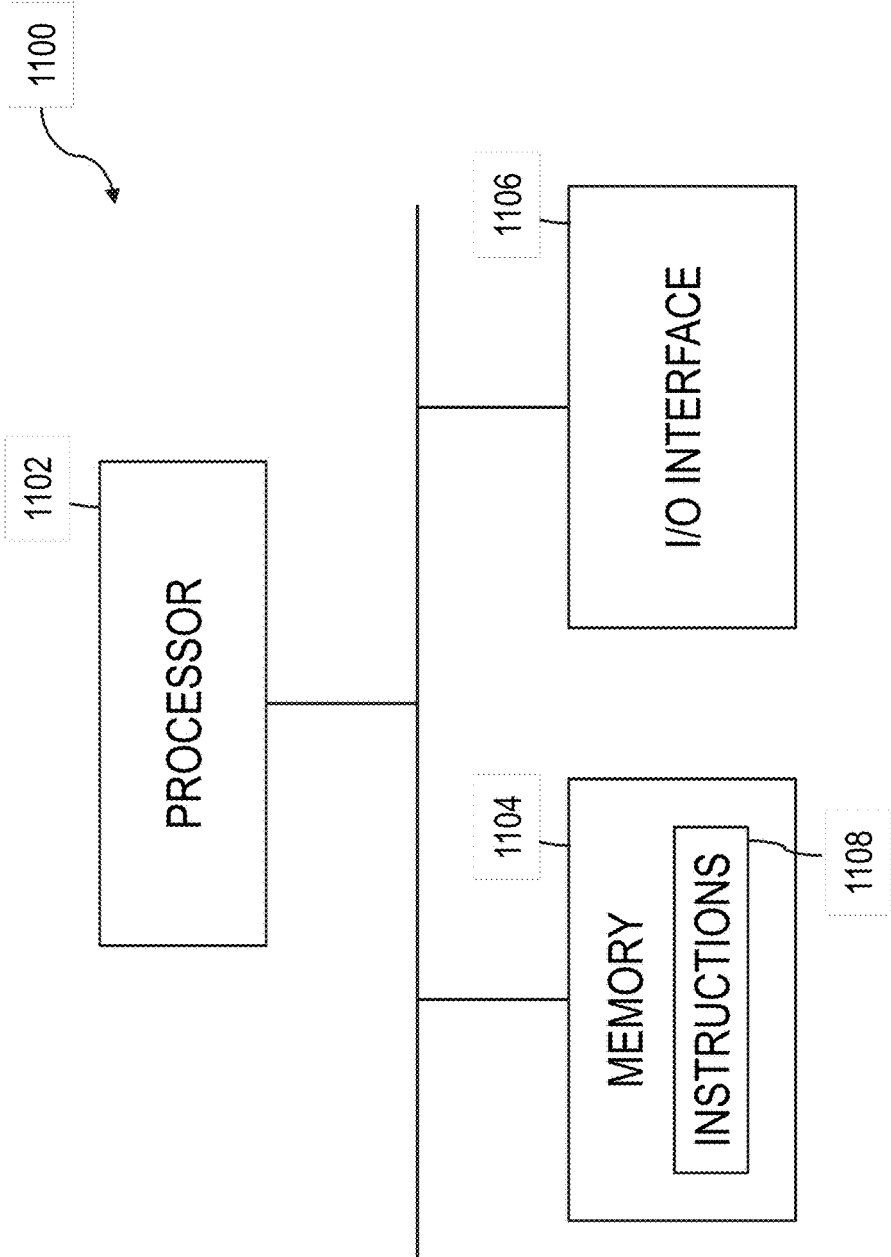 1100
1102
PROCESSOR
1104
MEMORY
INSTRUCTIONS
1108
1106
I/O INTERFACE